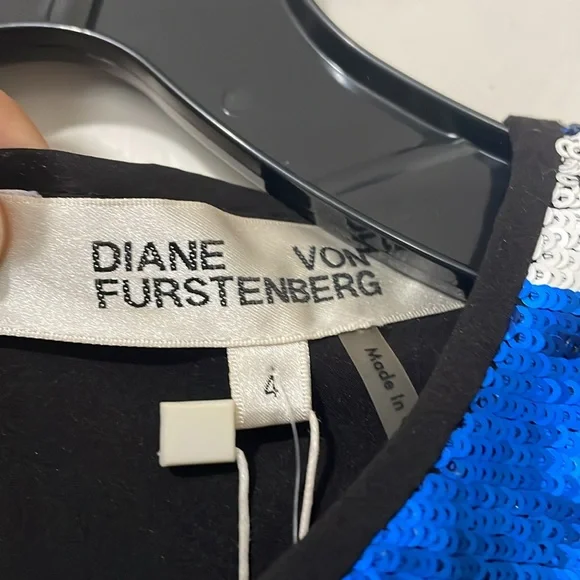 DIANE VON
FURSTENBERG
4
Made In